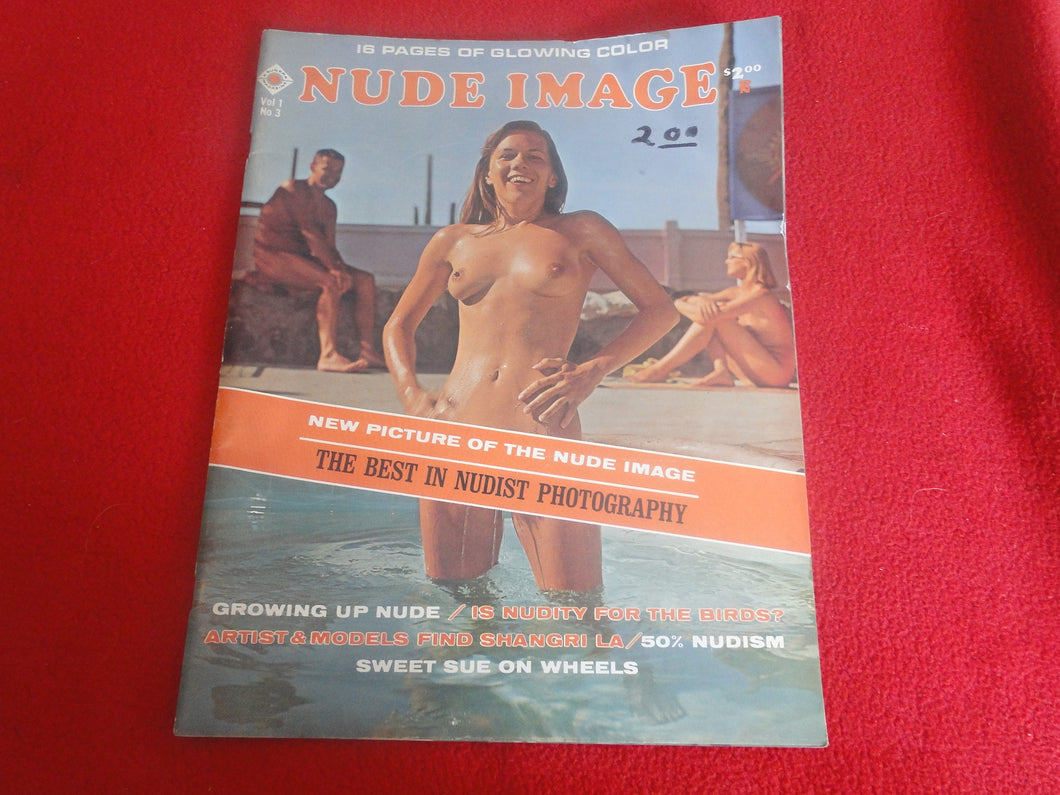 16 PAGES OF GLOWING COLOR
NUDE IMAGE
$2.00
Vol 1
No 3
2 00
NEW PICTURE OF THE NUDE IMAGE
THE BEST IN NUDIST PHOTOGRAPHY
GROWING UP NUDE / IS NUDITY FOR THE BIRDS?
ARTIST & MODELS FIND SHANGRI LA / 50% NUDISM
SWEET SUE ON WHEELS